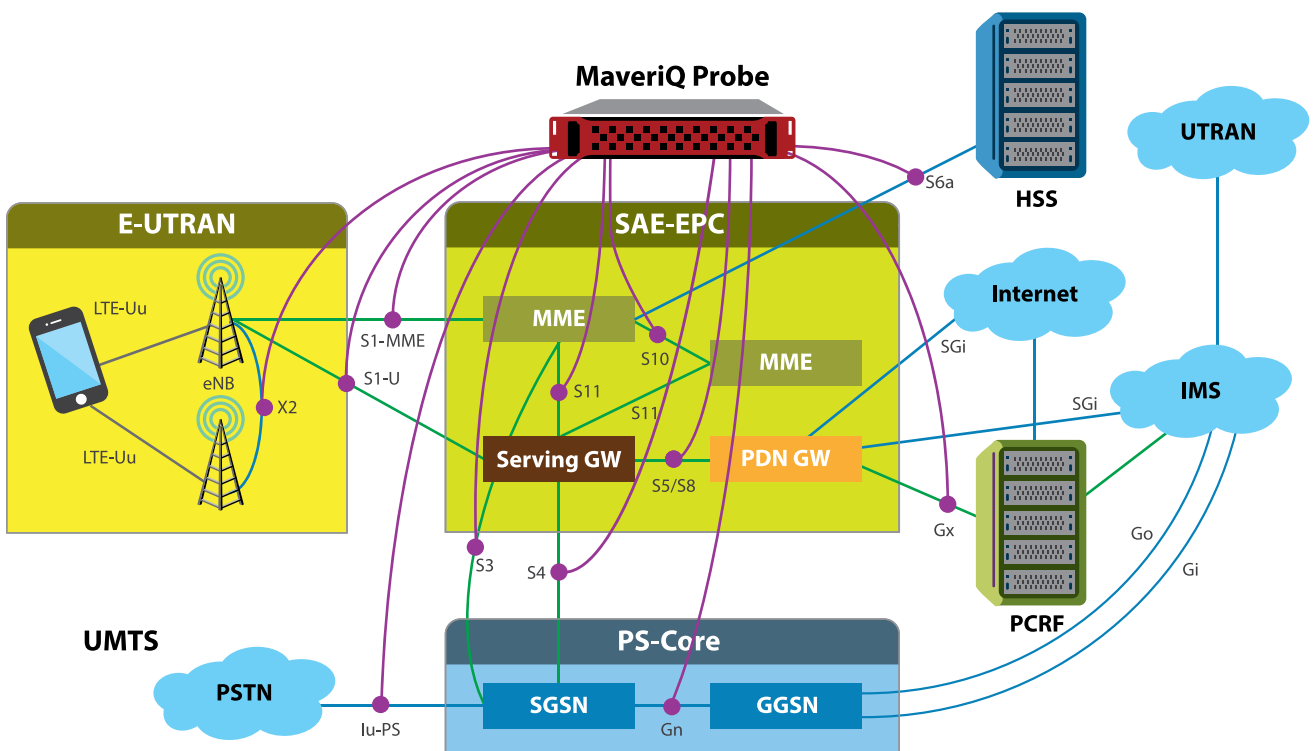 MaveriQ Probe
UTRAN
S6a
HSS
E-UTRAN
SAE-EPC
LTE-Uu
Internet
MME
S1-MME
S10
SGi
MME
eNB
S1-U
S11
X2
S11
SGi
IMS
LTE-Uu
Serving GW
PDN GW
S5/S8
Gx
Go
S3
S4
Gi
PCRF
UMTS
PS-Core
PSTN
SGSN
GGSN
Iu-PS
Gn